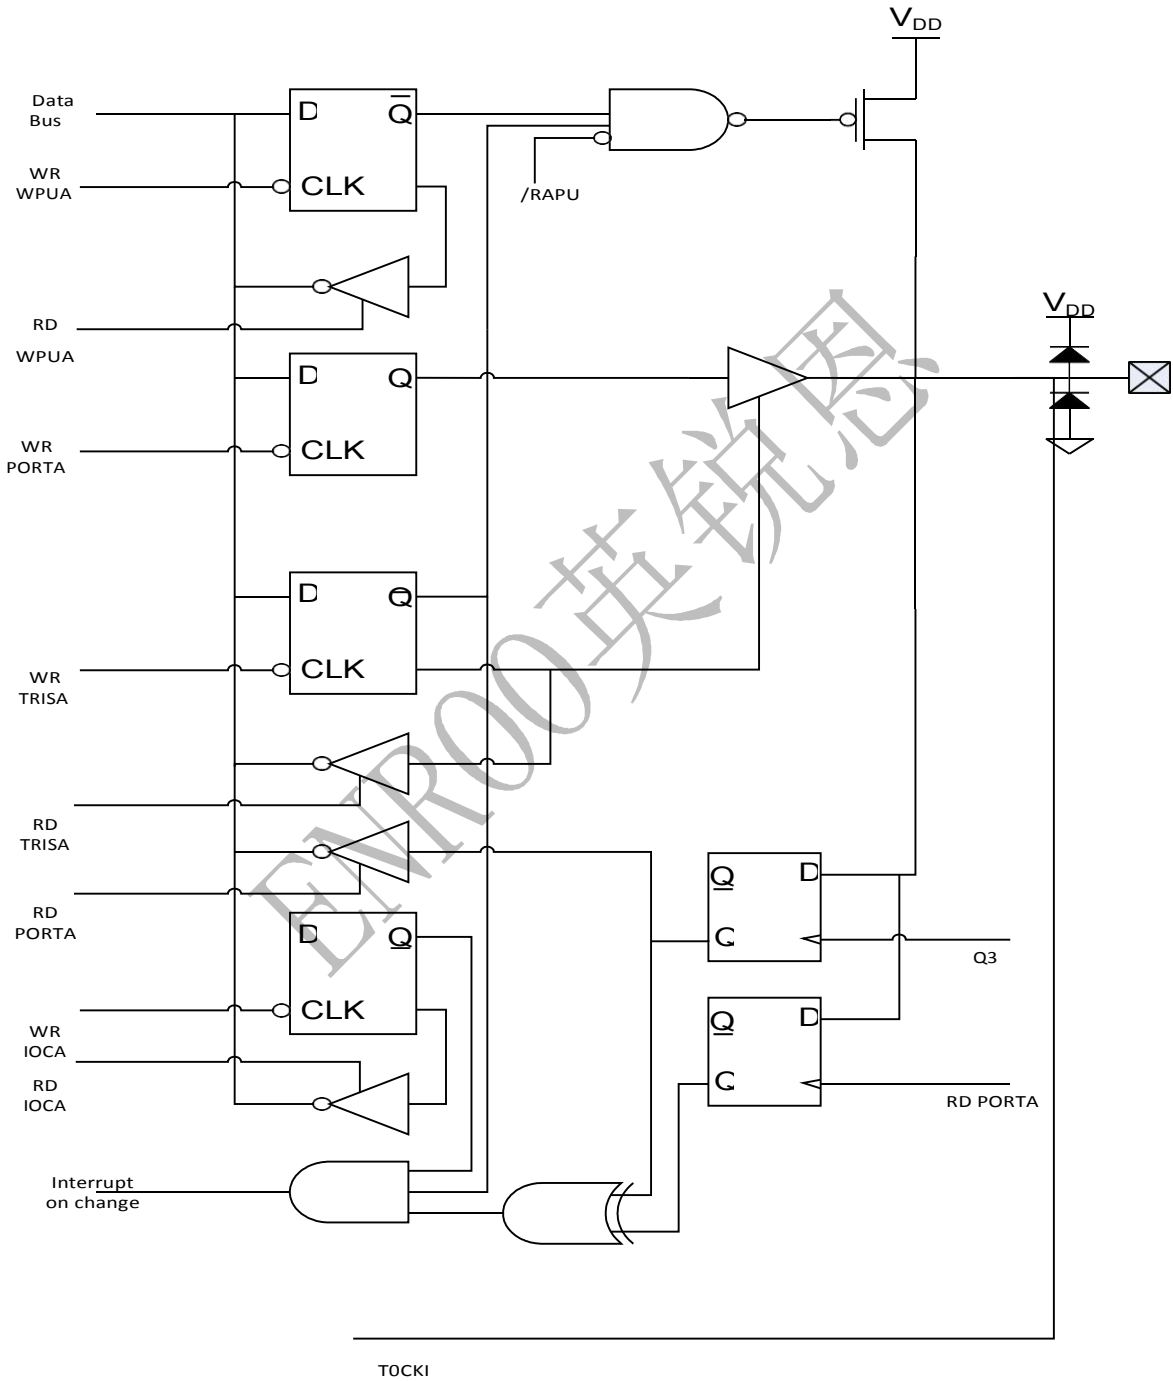 VDD
Data
Bus
D Q
WR
WPUA
CLK
/RAPU
RD
WPUA
VDD
D Q
WR
PORTA
CLK
D Q
WR
TRISA
CLK
RD
TRISA
RD
PORTA
Q D
Q
Q3
D Q
CLK
WR
IOCA
RD
IOCA
Q D
Q
RD PORTA
Interrupt
on change
T0CKI
ENROO英锐恩